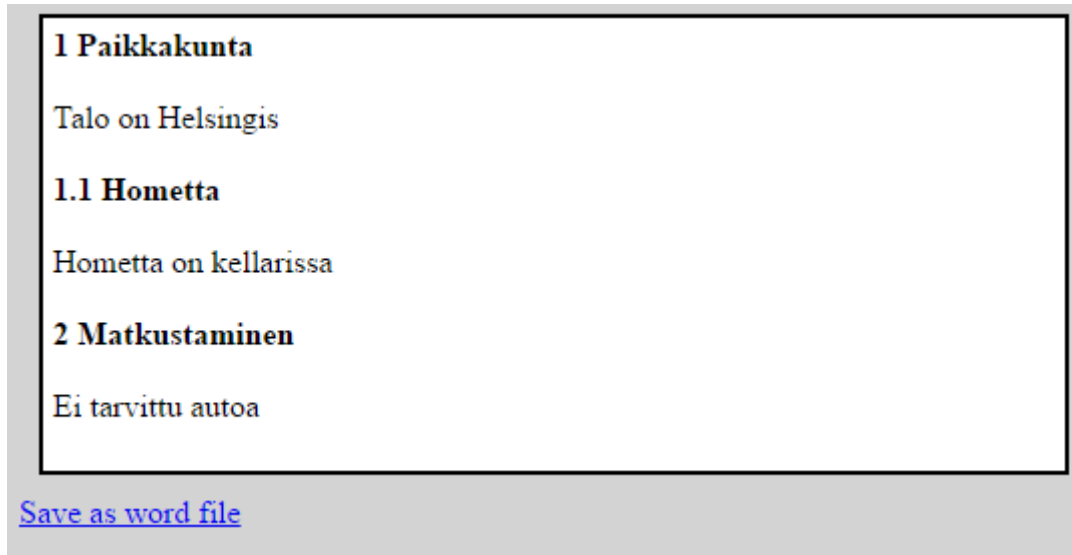 1 Paikkakunta
Talo on Helsingis
1.1 Hometta
Hometta on kellarissa
2 Matkustaminen
Ei tarvittu autoa
Save as word file